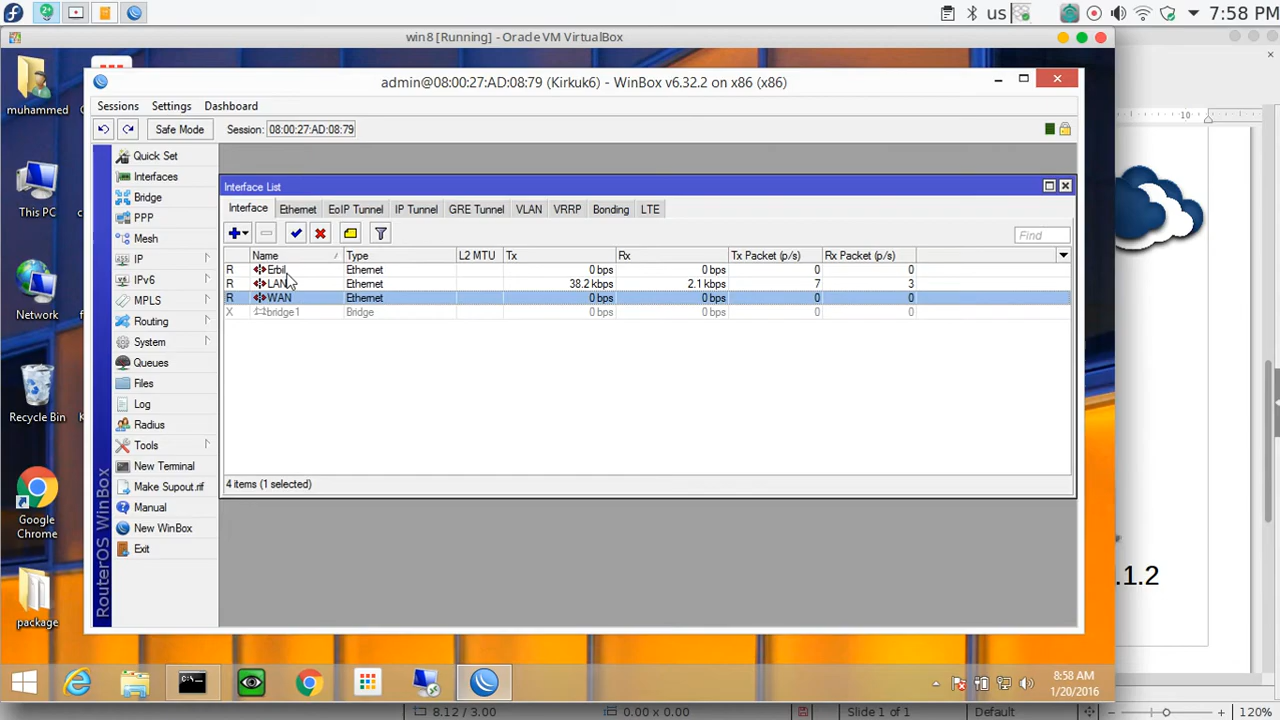 us
7:58 PM
win8 [Running] - Oracle VM VirtualBox
muhammed
This PC
Network
Recycle Bin
Google
Chrome
package
admin@08:00:27:AD:08:79 (Kirkuk6) - WinBox v6.32.2 on x86 (x86)
Sessions Settings Dashboard
Safe Mode Session: 08:00:27:AD:08:79
RouterOS WinBox
Quick Set
Interfaces
Bridge
PPP
Mesh
IP
IPv6
MPLS
Routing
System
Queues
Files
Log
Radius
Tools
New Terminal
Make Supout.rif
Manual
New WinBox
Exit
Interface List
Interface Ethernet EoIP Tunnel IP Tunnel GRE Tunnel VLAN VRRP Bonding LTE
Find
Name Type L2 MTU Tx Rx Tx Packet (p/s) Rx Packet (p/s)
R Erbil Ethernet 0 bps 0 bps 0 0
R LAN Ethernet 38.2 kbps 2.1 kbps 7 3
R WAN Ethernet 0 bps 0 bps 0 0
X bridge1 Bridge
4 items (1 selected)
10
.1.2
8:58 AM
1/20/2016
8.12 / 3.00 0.00 x 0.00 Slide 1 of 1 Default 120%